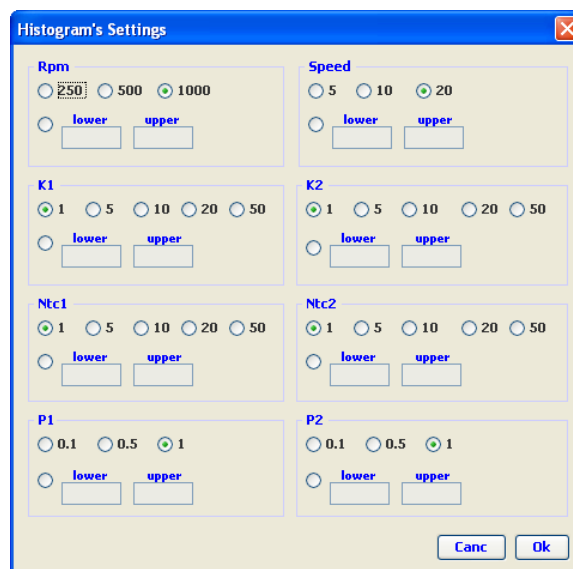 Histogram's Settings
Rpm
250 500 1000
lower upper
Speed
5 10 20
lower upper
K1
1 5 10 20 50
lower upper
K2
1 5 10 20 50
lower upper
Ntc1
1 5 10 20 50
lower upper
Ntc2
1 5 10 20 50
lower upper
P1
0.1 0.5 1
lower upper
P2
0.1 0.5 1
lower upper
Canc Ok